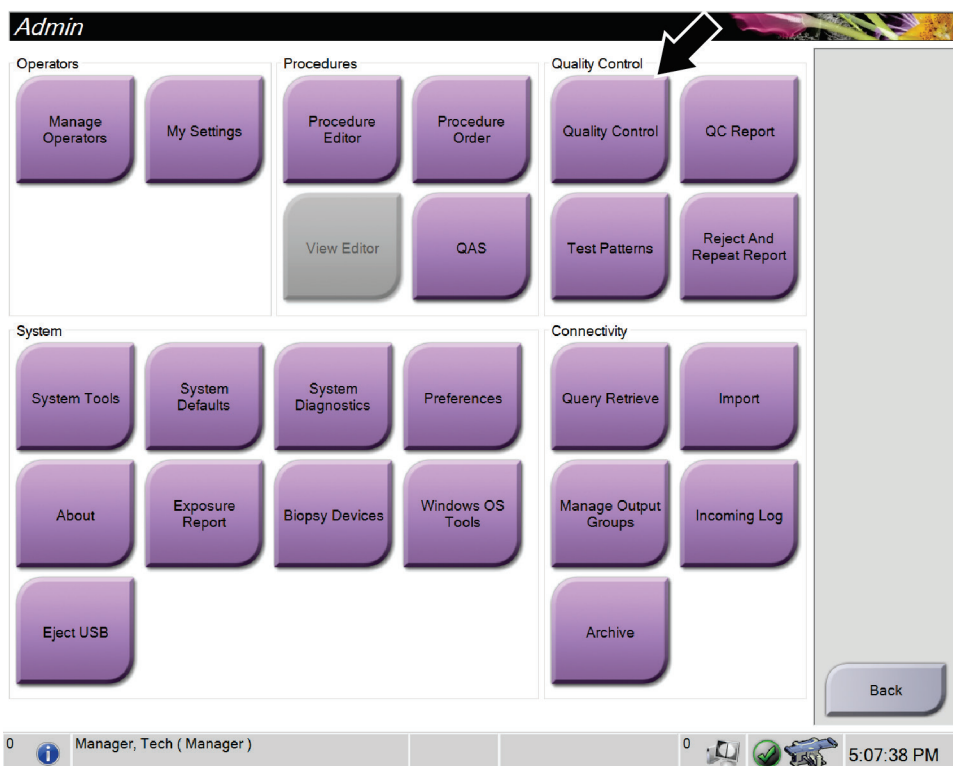 Admin
Operators
Manage
Operators
My Settings
Procedures
Procedure
Editor
Procedure
Order
View Editor
QAS
Quality Control
Quality Control
QC Report
Test Patterns
Reject And
Repeat Report
System
System Tools
System
Defaults
System
Diagnostics
Preferences
About
Exposure
Report
Biopsy Devices
Windows OS
Tools
Eject USB
Connectivity
Query Retrieve
Import
Manage Output
Groups
Incoming Log
Archive
Back
0
Manager, Tech ( Manager )
0
5:07:38 PM